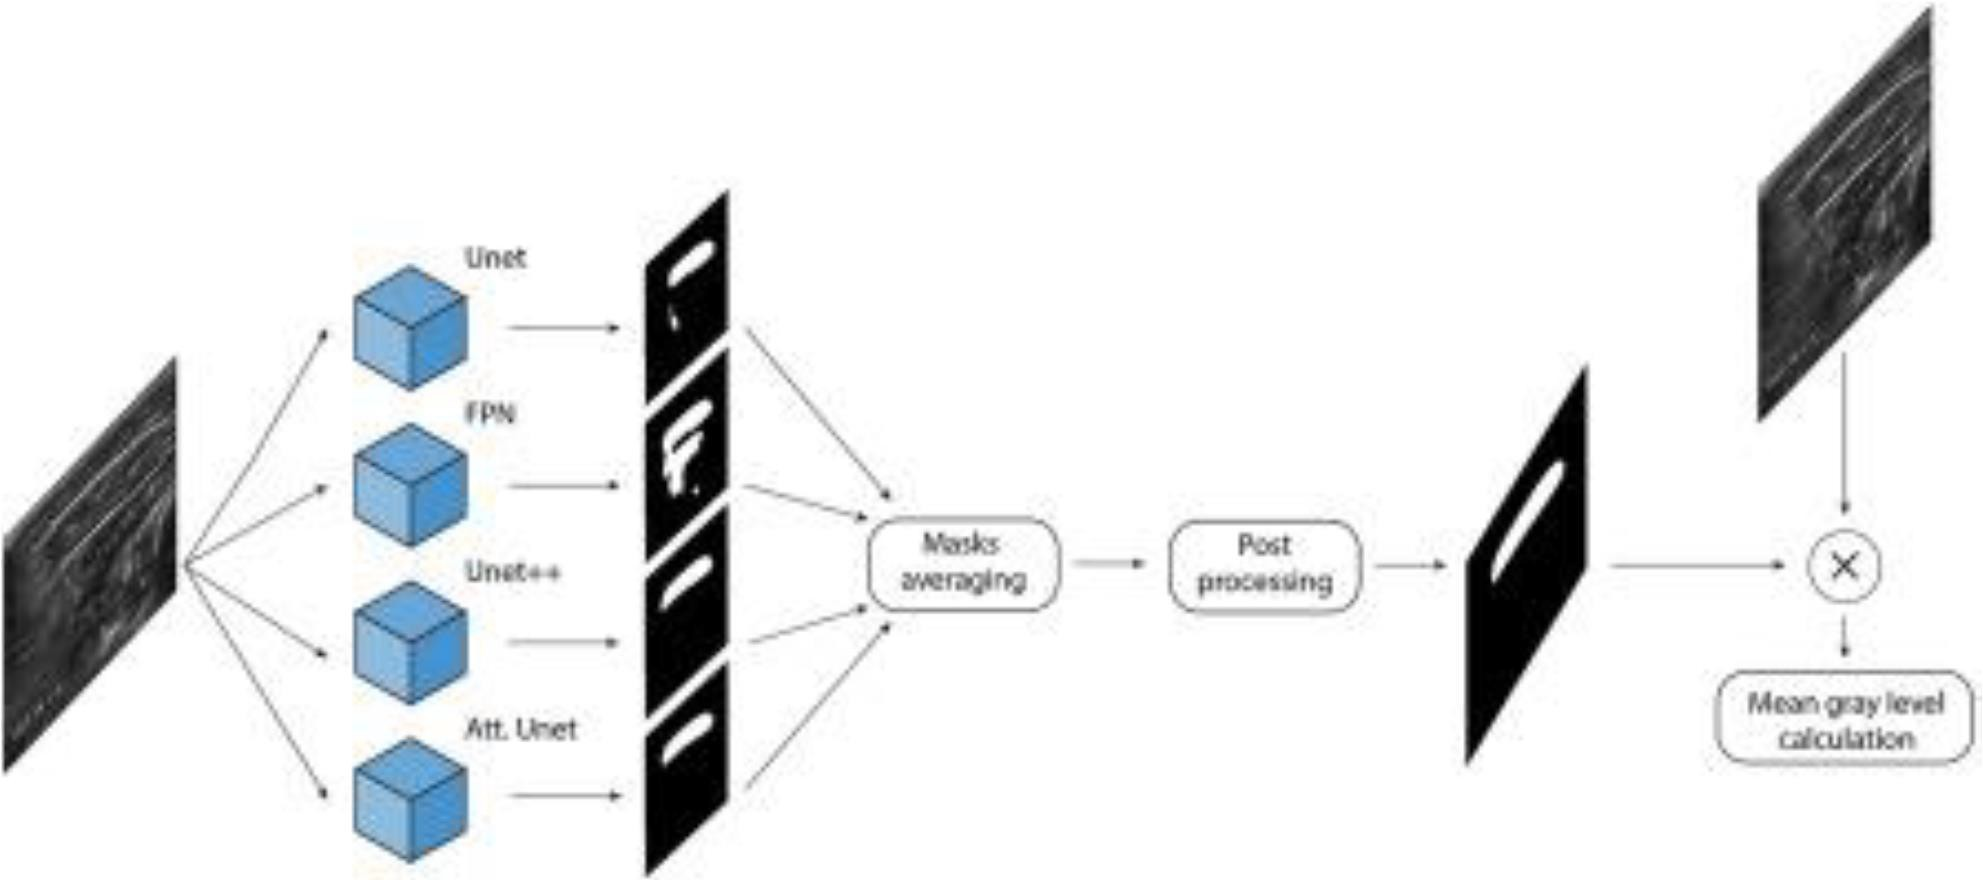 Unet
FPN
Unet++
Att. Unet
Masks
averaging
Post
processing
Mean gray level
calculation